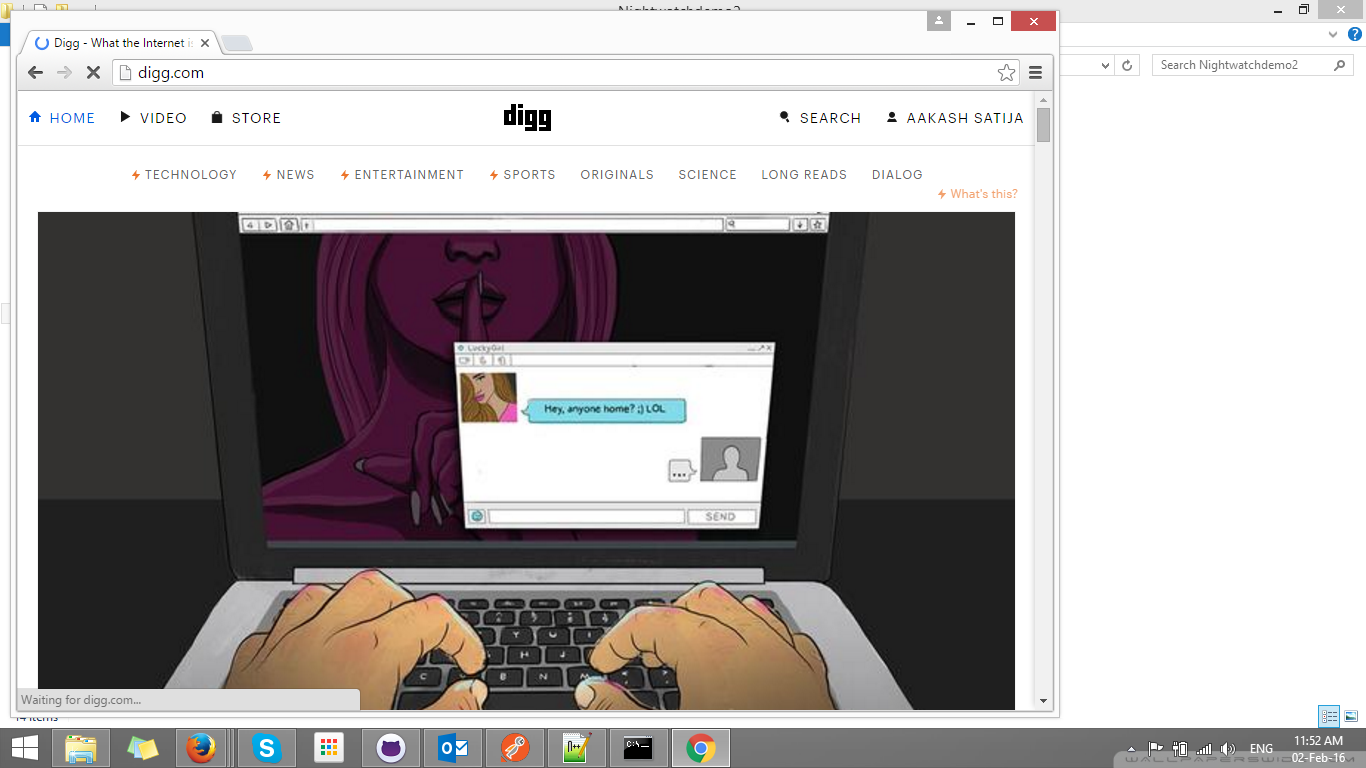 Nightwatchdemo2
Digg - What the Internet is
digg.com
Search Nightwatchdemo2
HOME
VIDEO
STORE
digg
SEARCH
AAKASH SATIJA
TECHNOLOGY
NEWS
ENTERTAINMENT
SPORTS
ORIGINALS
SCIENCE
LONG READS
DIALOG
What's this?
LuckyGirl
Hey, anyone home? ;) LOL
...
SEND
Y U
H J
C B N M
Waiting for digg.com...
14 items
N++
C:\
ENG
11:52 AM
02-Feb-16